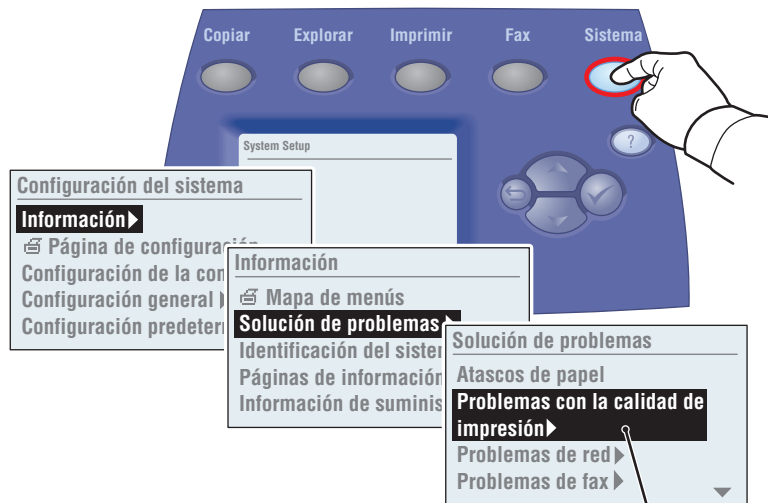 Copiar Explorar Imprimir Fax Sistema
?
System Setup
Configuración del sistema
Información
Página de configuración
Configuración de la con
Configuración general
Configuración predeter
Información
Mapa de menús
Solución de problemas
Identificación del sister
Páginas de información
Información de suminis
Solución de problemas
Atascos de papel
Problemas con la calidad de
impresión
Problemas de red
Problemas de fax